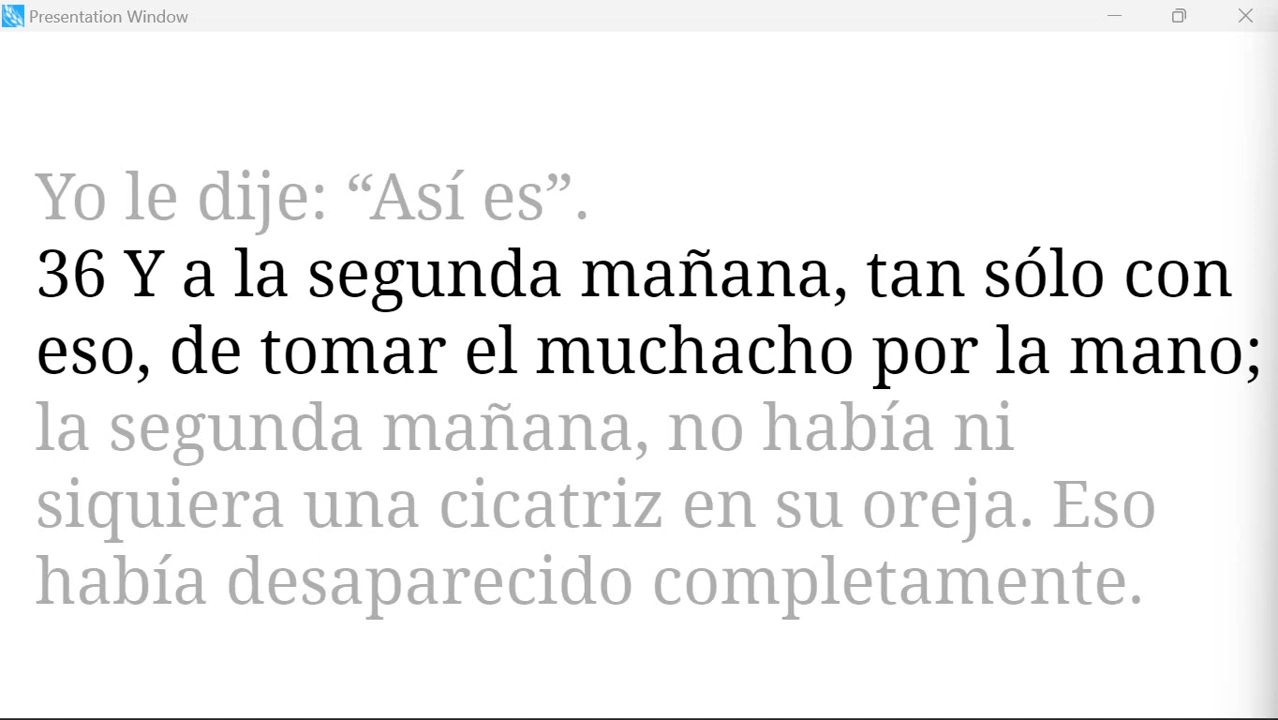 Presentation Window
Yo le dije: “Así es”.
36 Y a la segunda mañana, tan sólo con
eso, de tomar el muchacho por la mano;
la segunda mañana, no había ni
siquiera una cicatriz en su oreja. Eso
había desaparecido completamente.